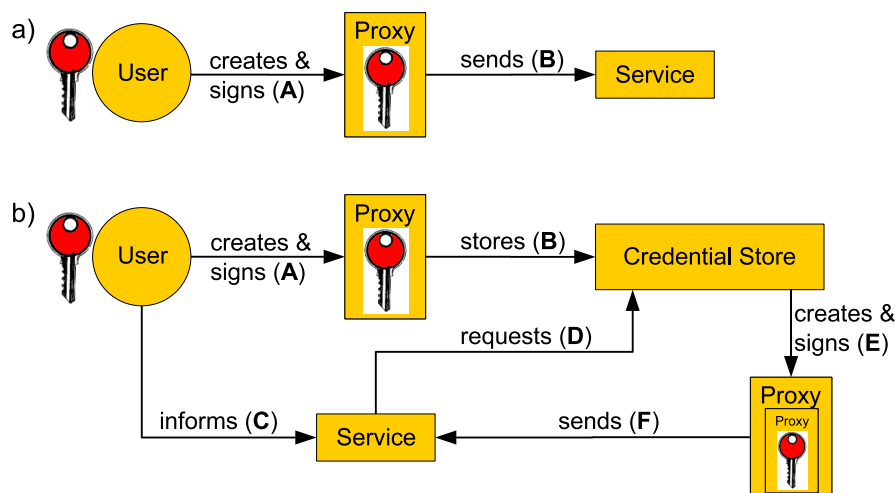 a)
User
creates &
signs (A)
Proxy
sends (B)
Service
b)
User
creates &
signs (A)
Proxy
stores (B)
Credential Store
requests (D)
creates &
signs (E)
informs (C)
Service
sends (F)
Proxy
Proxy